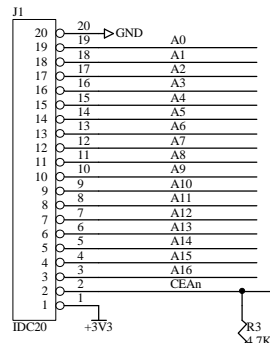 J1
20 20 GND
19 19 A0
18 18 A1
17 17 A2
16 16 A3
15 15 A4
14 14 A5
13 13 A6
12 12 A7
11 11 A8
10 10 A9
9 9 A10
8 8 A11
7 7 A12
6 6 A13
5 5 A14
4 4 A15
3 3 A16
2 2 CEAn
1 1
IDC20
+3V3
R3
4.7K